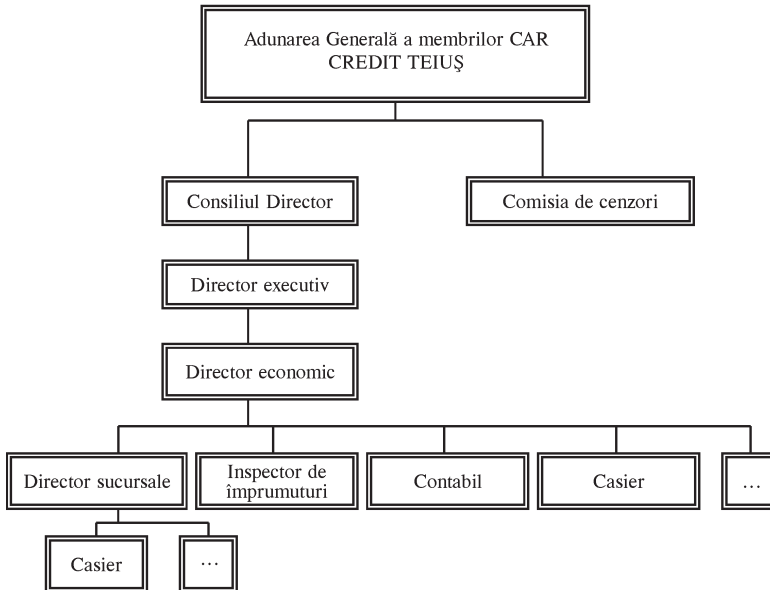 Adunarea Generală a membrilor CAR
CREDIT TEIUŞ
Consiliul Director
Comisia de cenzori
Director executiv
Director economic
Director sucursale
Inspector de
împrumuturi
Contabil
Casier
…
Casier
…